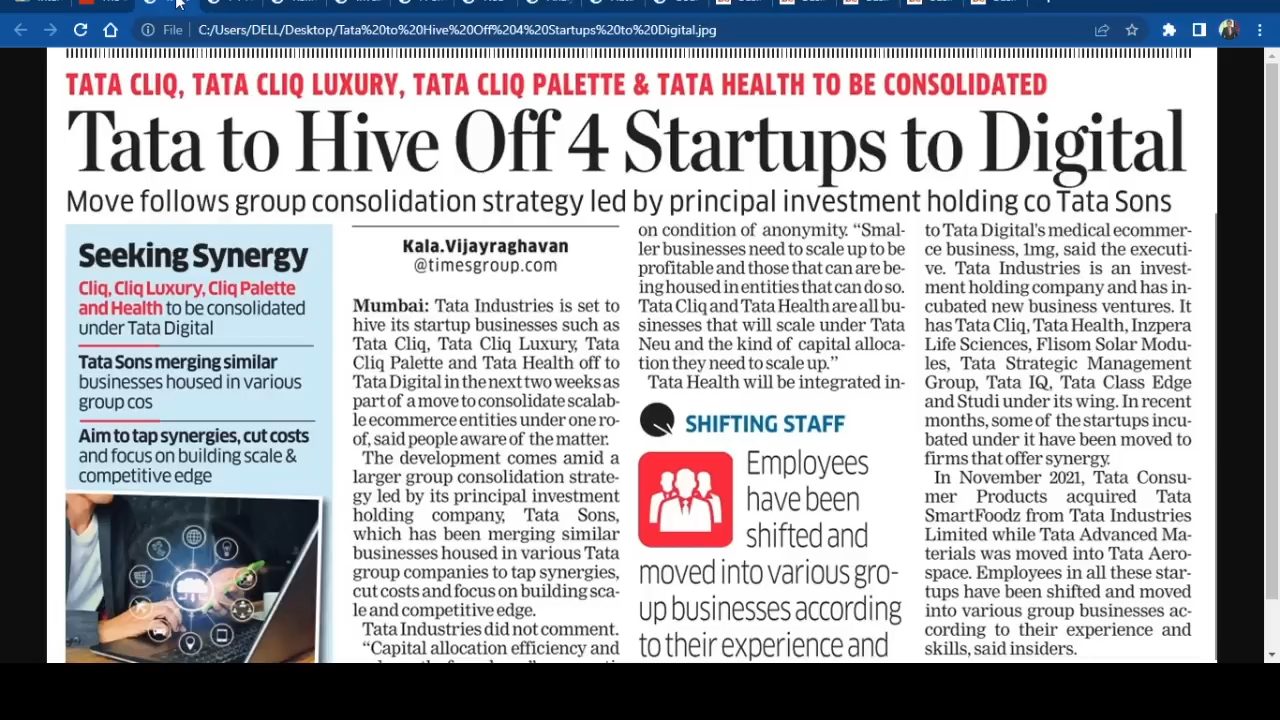 File
C:/Users/DELL/Desktop/Tata%20to%20Hive%20Off%204%20Startups%20to%20Digital.jpg
TATA CLIQ, TATA CLIQ LUXURY, TATA CLIQ PALETTE & TATA HEALTH TO BE CONSOLIDATED
Tata to Hive Off 4 Startups to Digital
Move follows group consolidation strategy led by principal investment holding co Tata Sons
Seeking Synergy
Cliq, Cliq Luxury, Cliq Palette
and Health to be consolidated
under Tata Digital
Tata Sons merging similar
businesses housed in various
group cos
Aim to tap synergies, cut costs
and focus on building scale &
competitive edge
Kala.Vijayraghavan
@timesgroup.com
Mumbai: Tata Industries is set to
hive its startup businesses such as
Tata Cliq, Tata Cliq Luxury, Tata
Cliq Palette and Tata Health off to
Tata Digital in the next two weeks as
part of a move to consolidate scalab-
le ecommerce entities under one ro-
of, said people aware of the matter.
The development comes amid a
larger group consolidation strate-
gy led by its principal investment
holding company, Tata Sons,
which has been merging similar
businesses housed in various Tata
group companies to tap synergies,
cut costs and focus on building sca-
le and competitive edge.
Tata Industries did not comment.
“Capital allocation efficiency and
on condition of anonymity. “Smal-
ler businesses need to scale up to be
profitable and those that can are be-
ing housed in entities that can do so.
Tata Cliq and Tata Health are all bu-
sinesses that will scale under Tata
Neu and the kind of capital alloca-
tion they need to scale up.”
Tata Health will be integrated in-
SHIFTING STAFF
Employees
have been
shifted and
moved into various gro-
up businesses according
to their experience and
to Tata Digital's medical ecommer-
ce business, 1mg, said the executi-
ve. Tata Industries is an invest-
ment holding company and has in-
cubated new business ventures. It
has Tata Cliq, Tata Health, Inzpera
Life Sciences, Flisom Solar Modu-
les, Tata Strategic Management
Group, Tata IQ, Tata Class Edge
and Studi under its wing. In recent
months, some of the startups incu-
bated under it have been moved to
firms that offer synergy.
In November 2021, Tata Consu-
mer Products acquired Tata
SmartFoodz from Tata Industries
Limited while Tata Advanced Ma-
terials was moved into Tata Aero-
space. Employees in all these star-
tups have been shifted and moved
into various group businesses ac-
cording to their experience and
skills, said insiders.